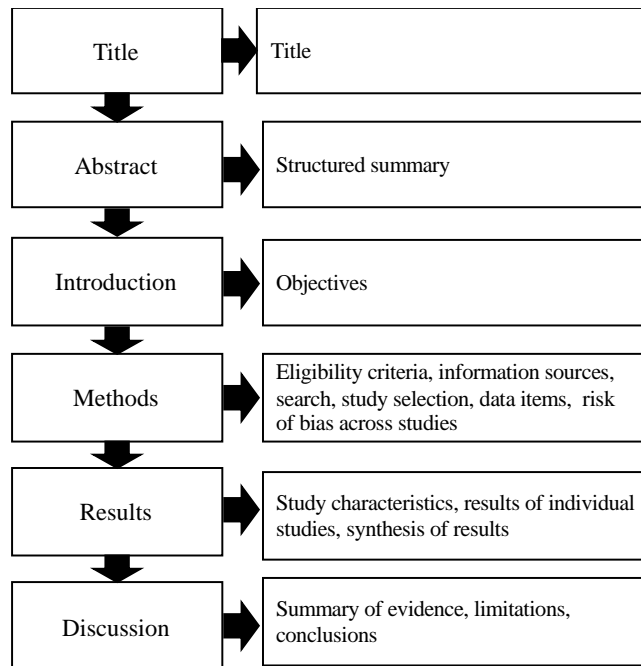 Title
Title
Abstract
Structured summary
Introduction
Objectives
Methods
Eligibility criteria, information sources,
search, study selection, data items, risk
of bias across studies
Results
Study characteristics, results of individual
studies, synthesis of results
Discussion
Summary of evidence, limitations,
conclusions